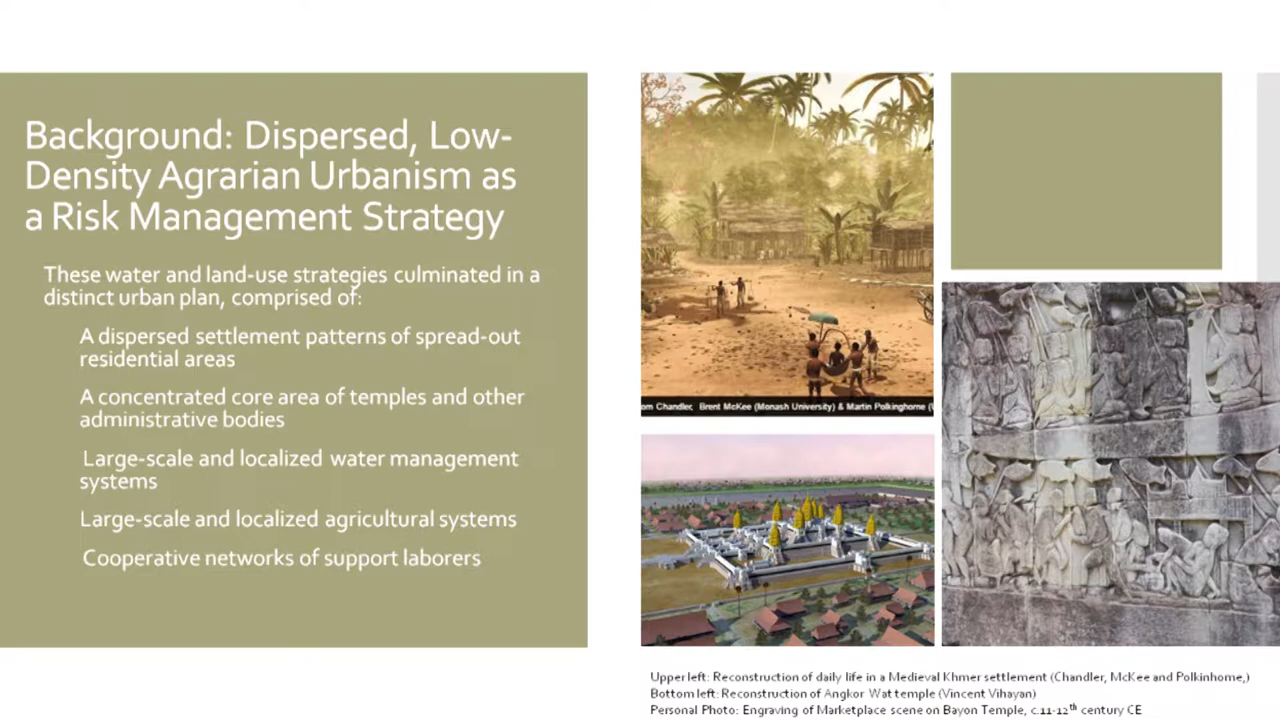 Background: Dispersed, Low-
Density Agrarian Urbanism as
a Risk Management Strategy
These water and land-use strategies culminated in a
distinct urban plan, comprised of:
A dispersed settlement patterns of spread-out
residential areas
A concentrated core area of temples and other
administrative bodies
Large-scale and localized water management
systems
Large-scale and localized agricultural systems
Cooperative networks of support laborers
om Chandler, Brent McKee (Monash University) & Martin Polkinghorne (
Upper left: Reconstruction of daily life in a Medieval Khmer settlement (Chandler, McKee and Polkinhome,)
Bottom left: Reconstruction of Angkor Wat temple (Vincent Vihayan)
Personal Photo: Engraving of Marketplace scene on Bayon Temple, c.11-12th century CE